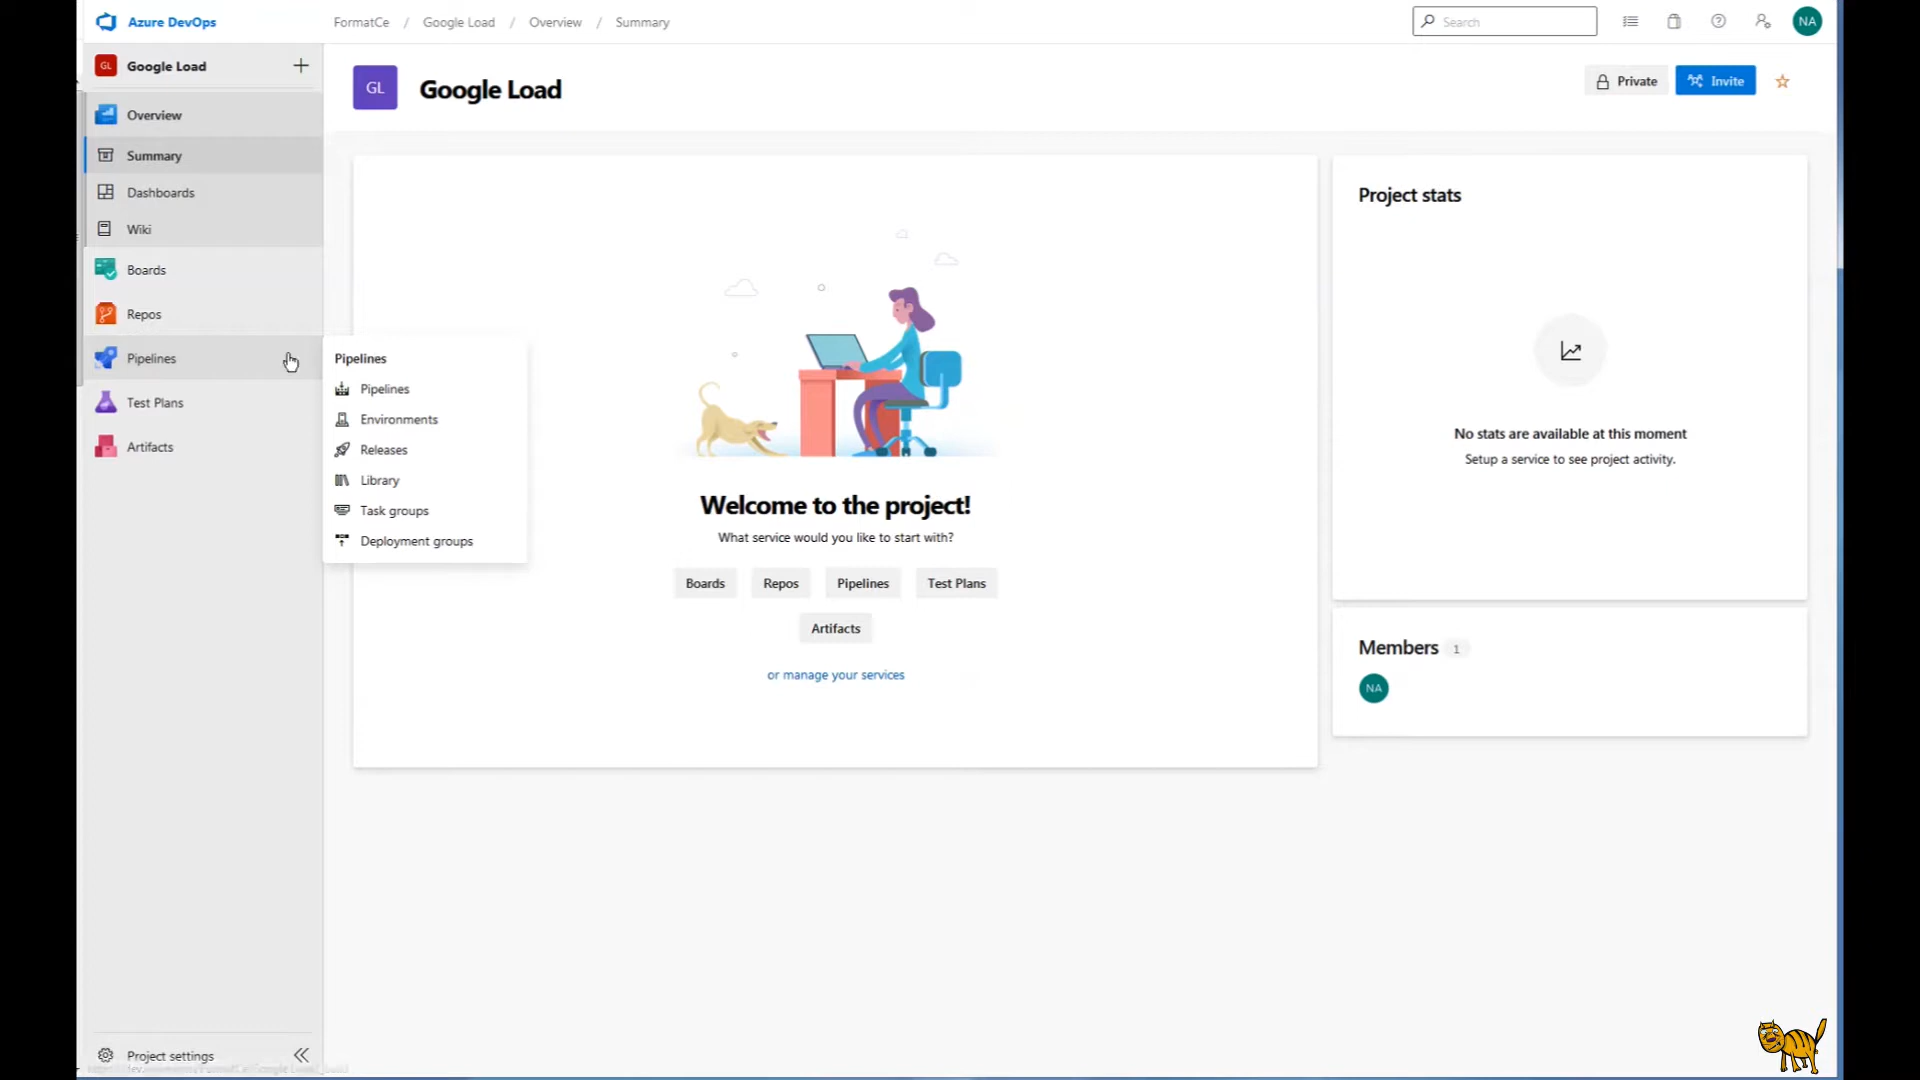 Azure DevOps
FormatCe / Google Load / Overview / Summary
Search
NA
GL Google Load
Overview
Summary
Dashboards
Wiki
Boards
Repos
Pipelines
Test Plans
Artifacts
Pipelines
Pipelines
Environments
Releases
Library
Task groups
Deployment groups
GL Google Load
Private
Invite
Welcome to the project!
What service would you like to start with?
Boards
Repos
Pipelines
Test Plans
Artifacts
or manage your services
Project stats
No stats are available at this moment
Setup a service to see project activity.
Members 1
NA
Project settings